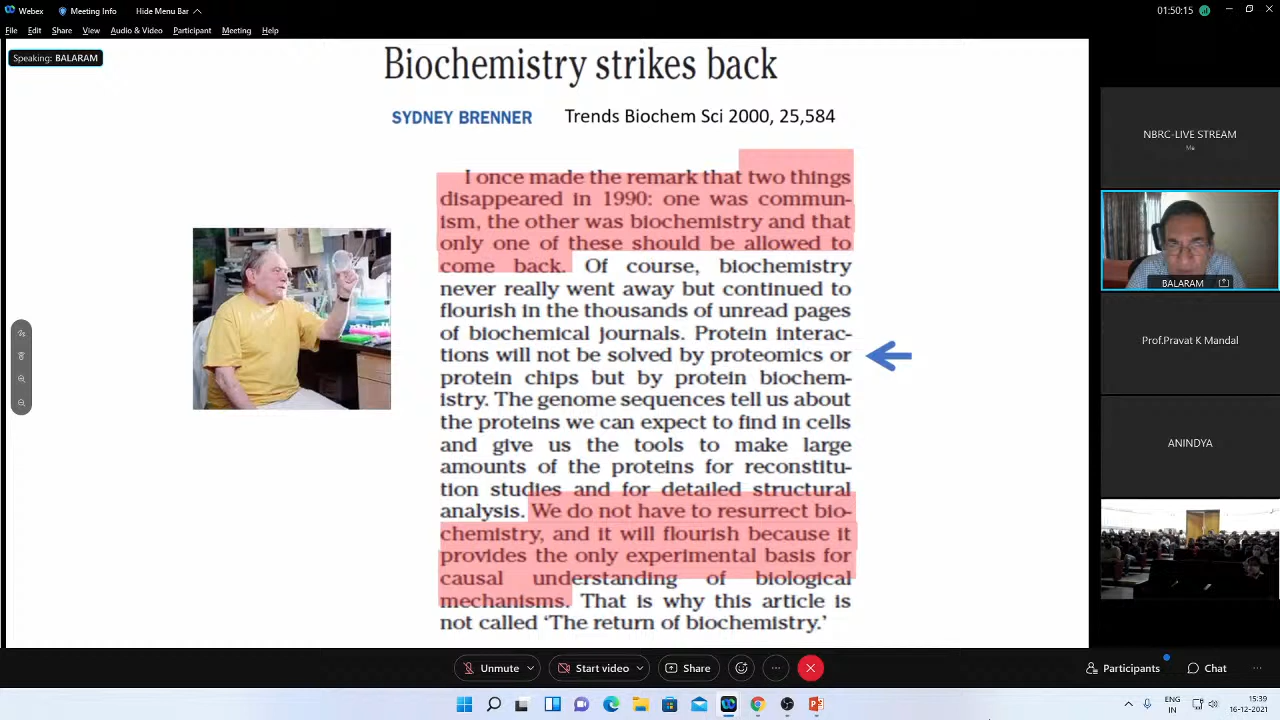 Webex
Meeting Info
Hide Menu Bar
01:50:15
File Edit Share View Audio & Video Participant Meeting Help
Speaking: BALARAM
Biochemistry strikes back
SYDNEY BRENNER
Trends Biochem Sci 2000, 25,584
I once made the remark that two things
disappeared in 1990: one was commun-
ism, the other was biochemistry and that
only one of these should be allowed to
come back. Of course, biochemistry
never really went away but continued to
flourish in the thousands of unread pages
of biochemical journals. Protein interac-
tions will not be solved by proteomics or
protein chips but by protein biochem-
istry. The genome sequences tell us about
the proteins we can expect to find in cells
and give us the tools to make large
amounts of the proteins for reconstitu-
tion studies and for detailed structural
analysis. We do not have to resurrect bio-
chemistry, and it will flourish because it
provides the only experimental basis for
causal understanding of biological
mechanisms. That is why this article is
not called ‘The return of biochemistry.’
NBRC-LIVE STREAM
Me
BALARAM
Prof.Pravat K Mandal
ANINDYA
Unmute
Start video
Share
Participants
Chat
ENG
IN
15:39
16-12-2021